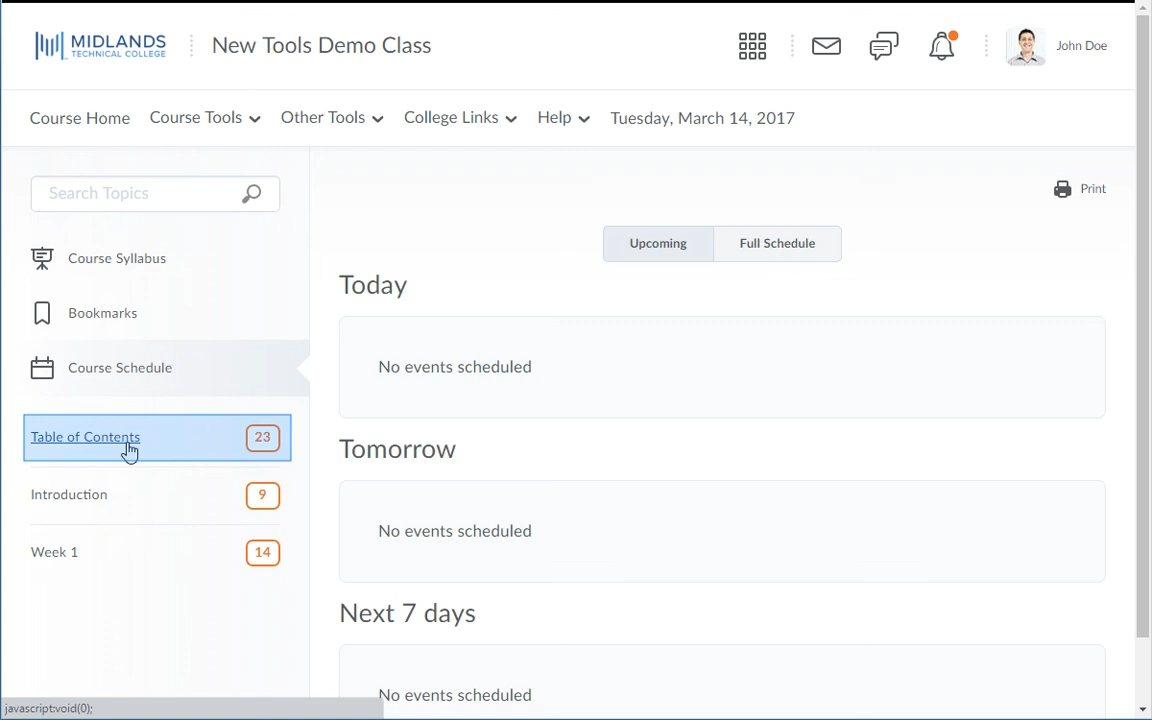 MIDLANDS
TECHNICAL COLLEGE
New Tools Demo Class
John Doe
Course Home
Course Tools
Other Tools
College Links
Help
Tuesday, March 14, 2017
Search Topics
Print
Course Syllabus
Bookmarks
Course Schedule
Table of Contents
23
Introduction
9
Week 1
14
Upcoming
Full Schedule
Today
No events scheduled
Tomorrow
No events scheduled
Next 7 days
No events scheduled
javascript:void(0);